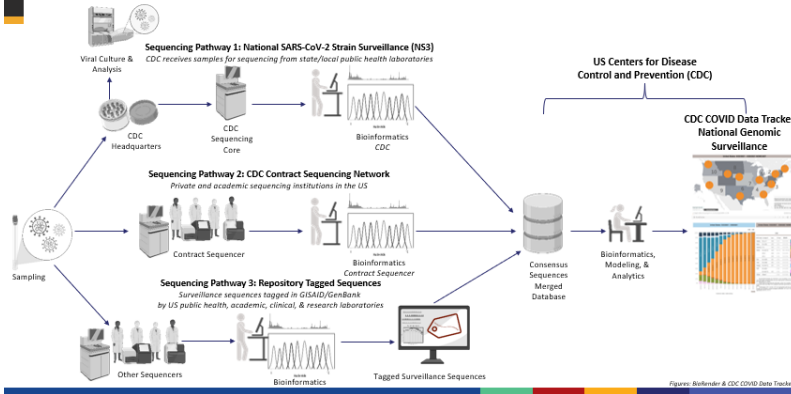 Sequencing Pathway 1: National SARS-CoV-2 Strain Surveillance (NS3)
CDC receives samples for sequencing from state/local public health laboratories
Viral Culture &
Analysis
CDC
Headquarters
CDC
Sequencing
Core
Bioinformatics
CDC
US Centers for Disease
Control and Prevention (CDC)
CDC COVID Data Tracke
National Genomic
Surveillance
Sequencing Pathway 2: CDC Contract Sequencing Network
Private and academic sequencing institutions in the US
Sampling
Contract Sequencer
Bioinformatics
Contract Sequencer
Consensus
Sequences
Merged
Database
Bioinformatics,
Modeling, &
Analytics
Sequencing Pathway 3: Repository Tagged Sequences
Surveillance sequences tagged in GISAID/GenBank
by US public health, academic, clinical, & research laboratories
Other Sequencers
Bioinformatics
Tagged Surveillance Sequences
Figures: BioRender & CDC COVID Data Tracke